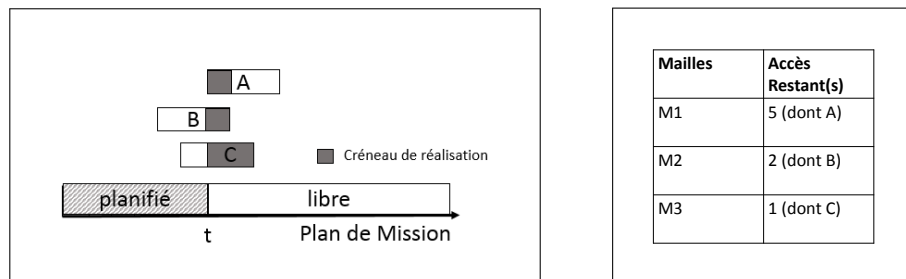 A
B
C
Créneau de réalisation
planifié
libre
t
Plan de Mission
Mailles
Accès
Restant(s)
M1
5 (dont A)
M2
2 (dont B)
M3
1 (dont C)